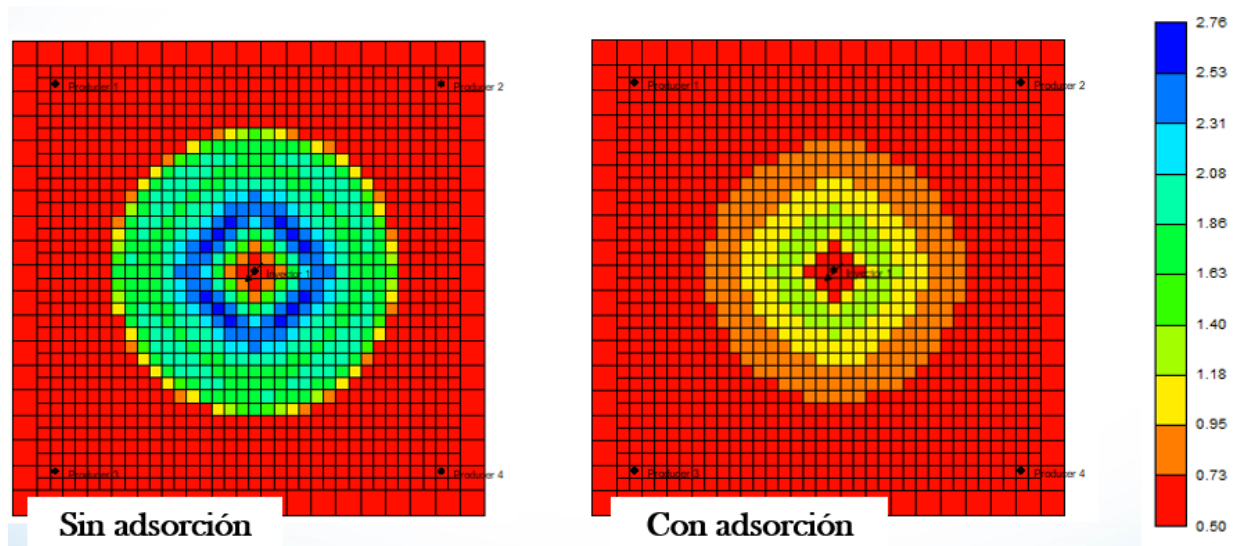 Producer 1
Producer 2
Injector 1
Producer 3
Producer 4
Sin adsorción
Producer 1
Producer 2
Injector 1
Producer 3
Producer 4
Con adsorción
2.76
2.53
2.31
2.08
1.86
1.63
1.40
1.18
0.95
0.73
0.50